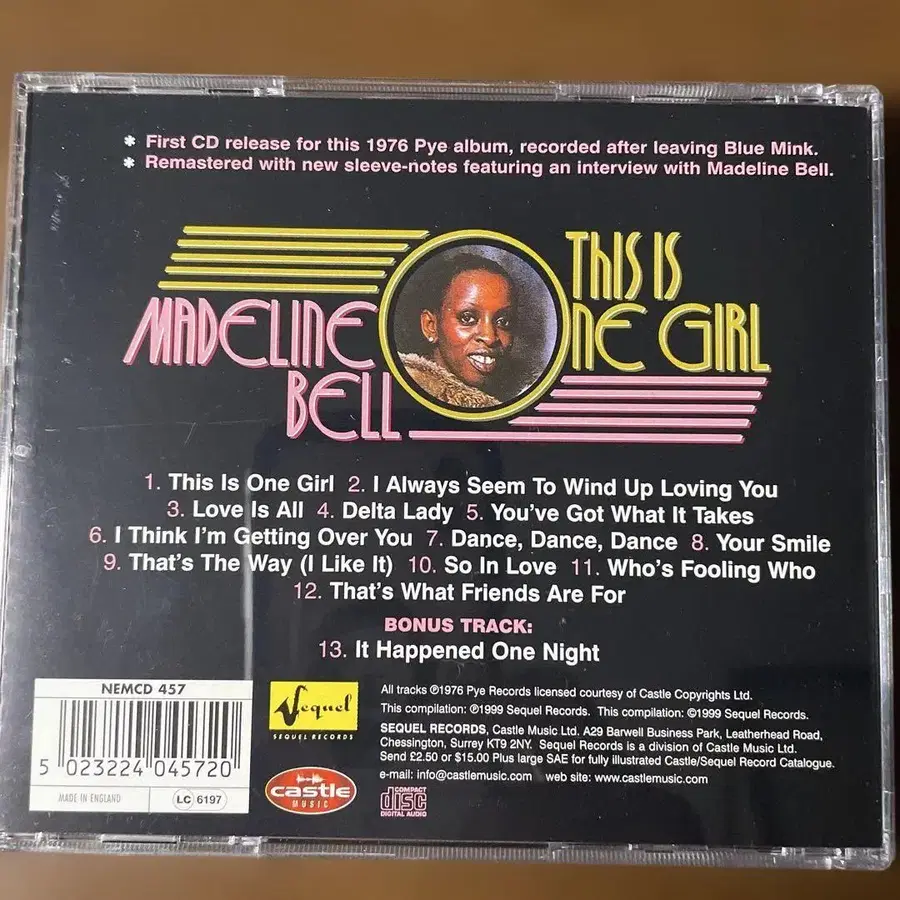 * First CD release for this 1976 Pye album, recorded after leaving Blue Mink.
* Remastered with new sleeve-notes featuring an interview with Madeline Bell.
MADELINE
BELL
THIS IS
ONE GIRL
1. This Is One Girl 2. I Always Seem To Wind Up Loving You
3. Love Is All 4. Delta Lady 5. You've Got What It Takes
6. I Think I'm Getting Over You 7. Dance, Dance, Dance 8. Your Smile
9. That's The Way (I Like It) 10. So In Love 11. Who's Fooling Who
12. That's What Friends Are For
BONUS TRACK:
13. It Happened One Night
NEMCD 457
5 023224 045720
MADE IN ENGLAND
LC 6197
Sequel
SEQUEL RECORDS
castle
MUSIC
All tracks ℗1976 Pye Records licensed courtesy of Castle Copyrights Ltd.
This compilation: ℗1999 Sequel Records. This compilation: ©1999 Sequel Records.
SEQUEL RECORDS, Castle Music Ltd. A29 Barwell Business Park, Leatherhead Road,
Chessington, Surrey KT9 2NY. Sequel Records is a division of Castle Music Ltd.
Send £2.50 or $15.00 Plus large SAE for fully illustrated Castle/Sequel Record Catalogue.
e-mail: info@castlemusic.com web site: www.castlemusic.com
COMPACT
disc
DIGITAL AUDIO